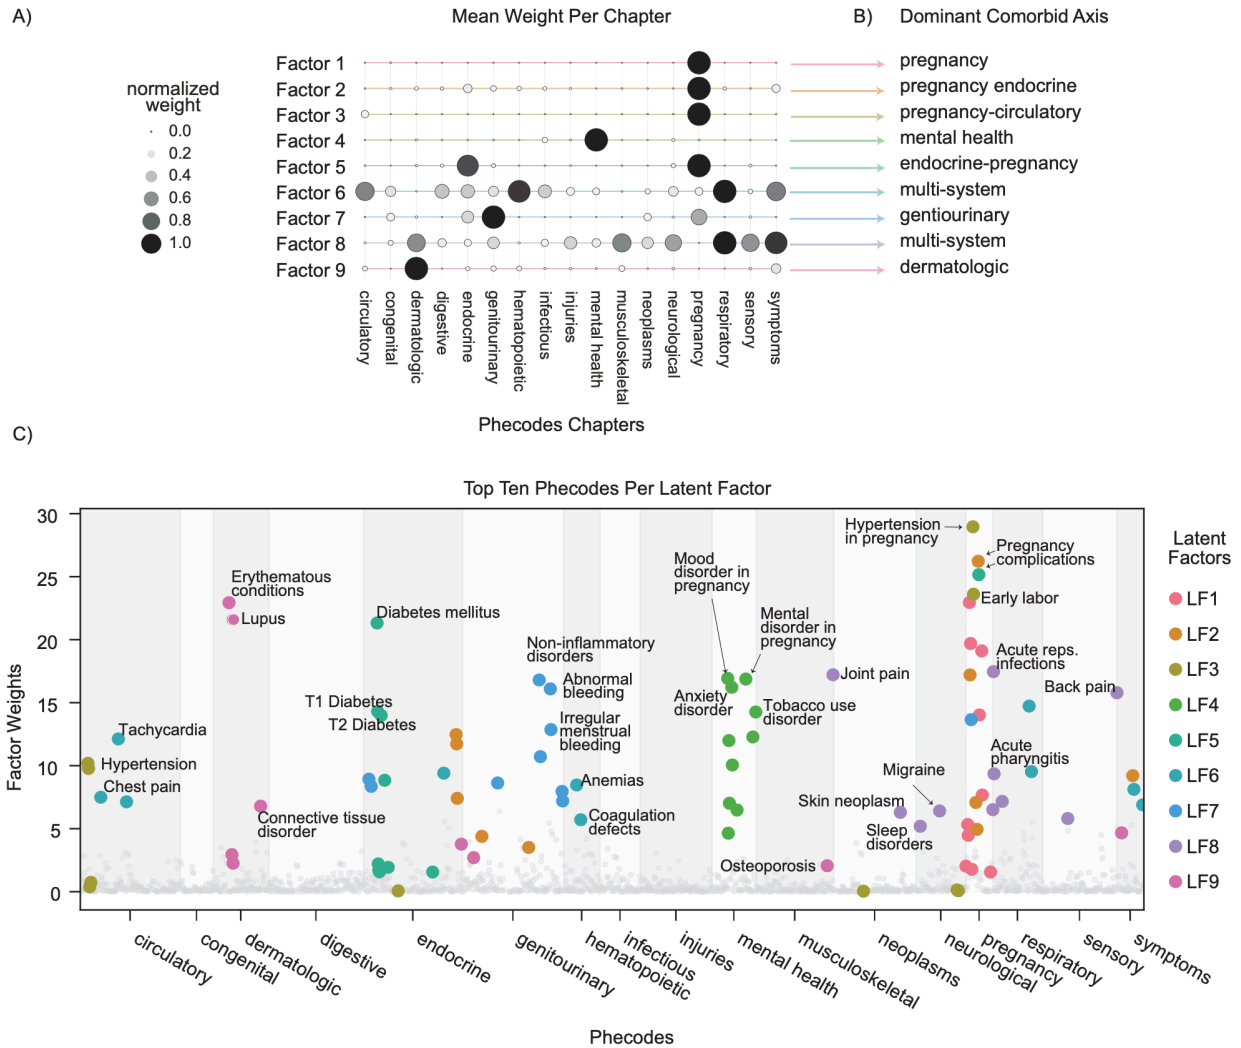 A)
Mean Weight Per Chapter
B)
Dominant Comorbid Axis
normalized
weight
0.0
0.2
0.4
0.6
0.8
1.0
Factor 1
Factor 2
Factor 3
Factor 4
Factor 5
Factor 6
Factor 7
Factor 8
Factor 9
pregnancy
pregnancy endocrine
pregnancy-circulatory
mental health
endocrine-pregnancy
multi-system
gentiourinary
multi-system
dermatologic
circulatory
congenital
dermatologic
digestive
endocrine
genitourinary
hematopoietic
infectious
injuries
mental health
musculoskeletal
neoplasms
neurological
pregnancy
respiratory
sensory
symptoms
Phecodes Chapters
C)
Top Ten Phecodes Per Latent Factor
Factor Weights
30
25
20
15
10
5
0
Erythematous
conditions
Lupus
Tachycardia
Hypertension
Chest pain
Connective tissue
disorder
Diabetes mellitus
T1 Diabetes
T2 Diabetes
Non-inflammatory
disorders
Abnormal
bleeding
Irregular
menstrual
bleeding
Anemias
Coagulation
defects
Mood
disorder in
pregnancy
Mental
disorder in
pregnancy
Anxiety
disorder
Tobacco use
disorder
Osteoporosis
Joint pain
Hypertension
in pregnancy
Pregnancy
complications
Early labor
Acute reps.
infections
Back pain
Acute
pharyngitis
Migraine
Skin neoplasm
Sleep
disorders
Latent
Factors
LF1
LF2
LF3
LF4
LF5
LF6
LF7
LF8
LF9
circulatory
congenital
dermatologic
digestive
endocrine
genitourinary
hematopoietic
infectious
injuries
mental health
musculoskeletal
neoplasms
neurological
pregnancy
respiratory
sensory
symptoms
Phecodes